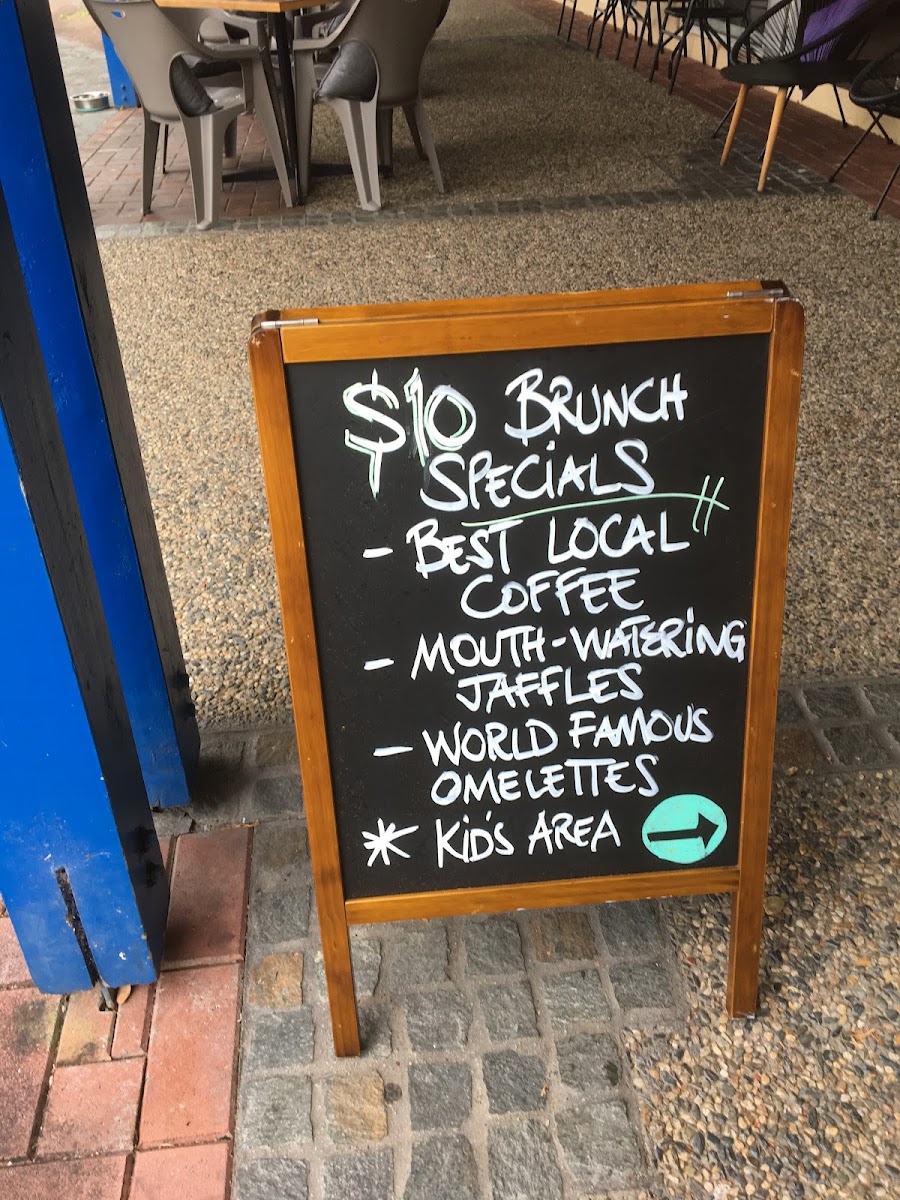 $10 BRUNCH
SPECIALS
- BEST LOCAL
COFFEE
- MOUTH-WATERING
JAFFLES
- WORLD FAMOUS
OMELETTES
* KID'S AREA →